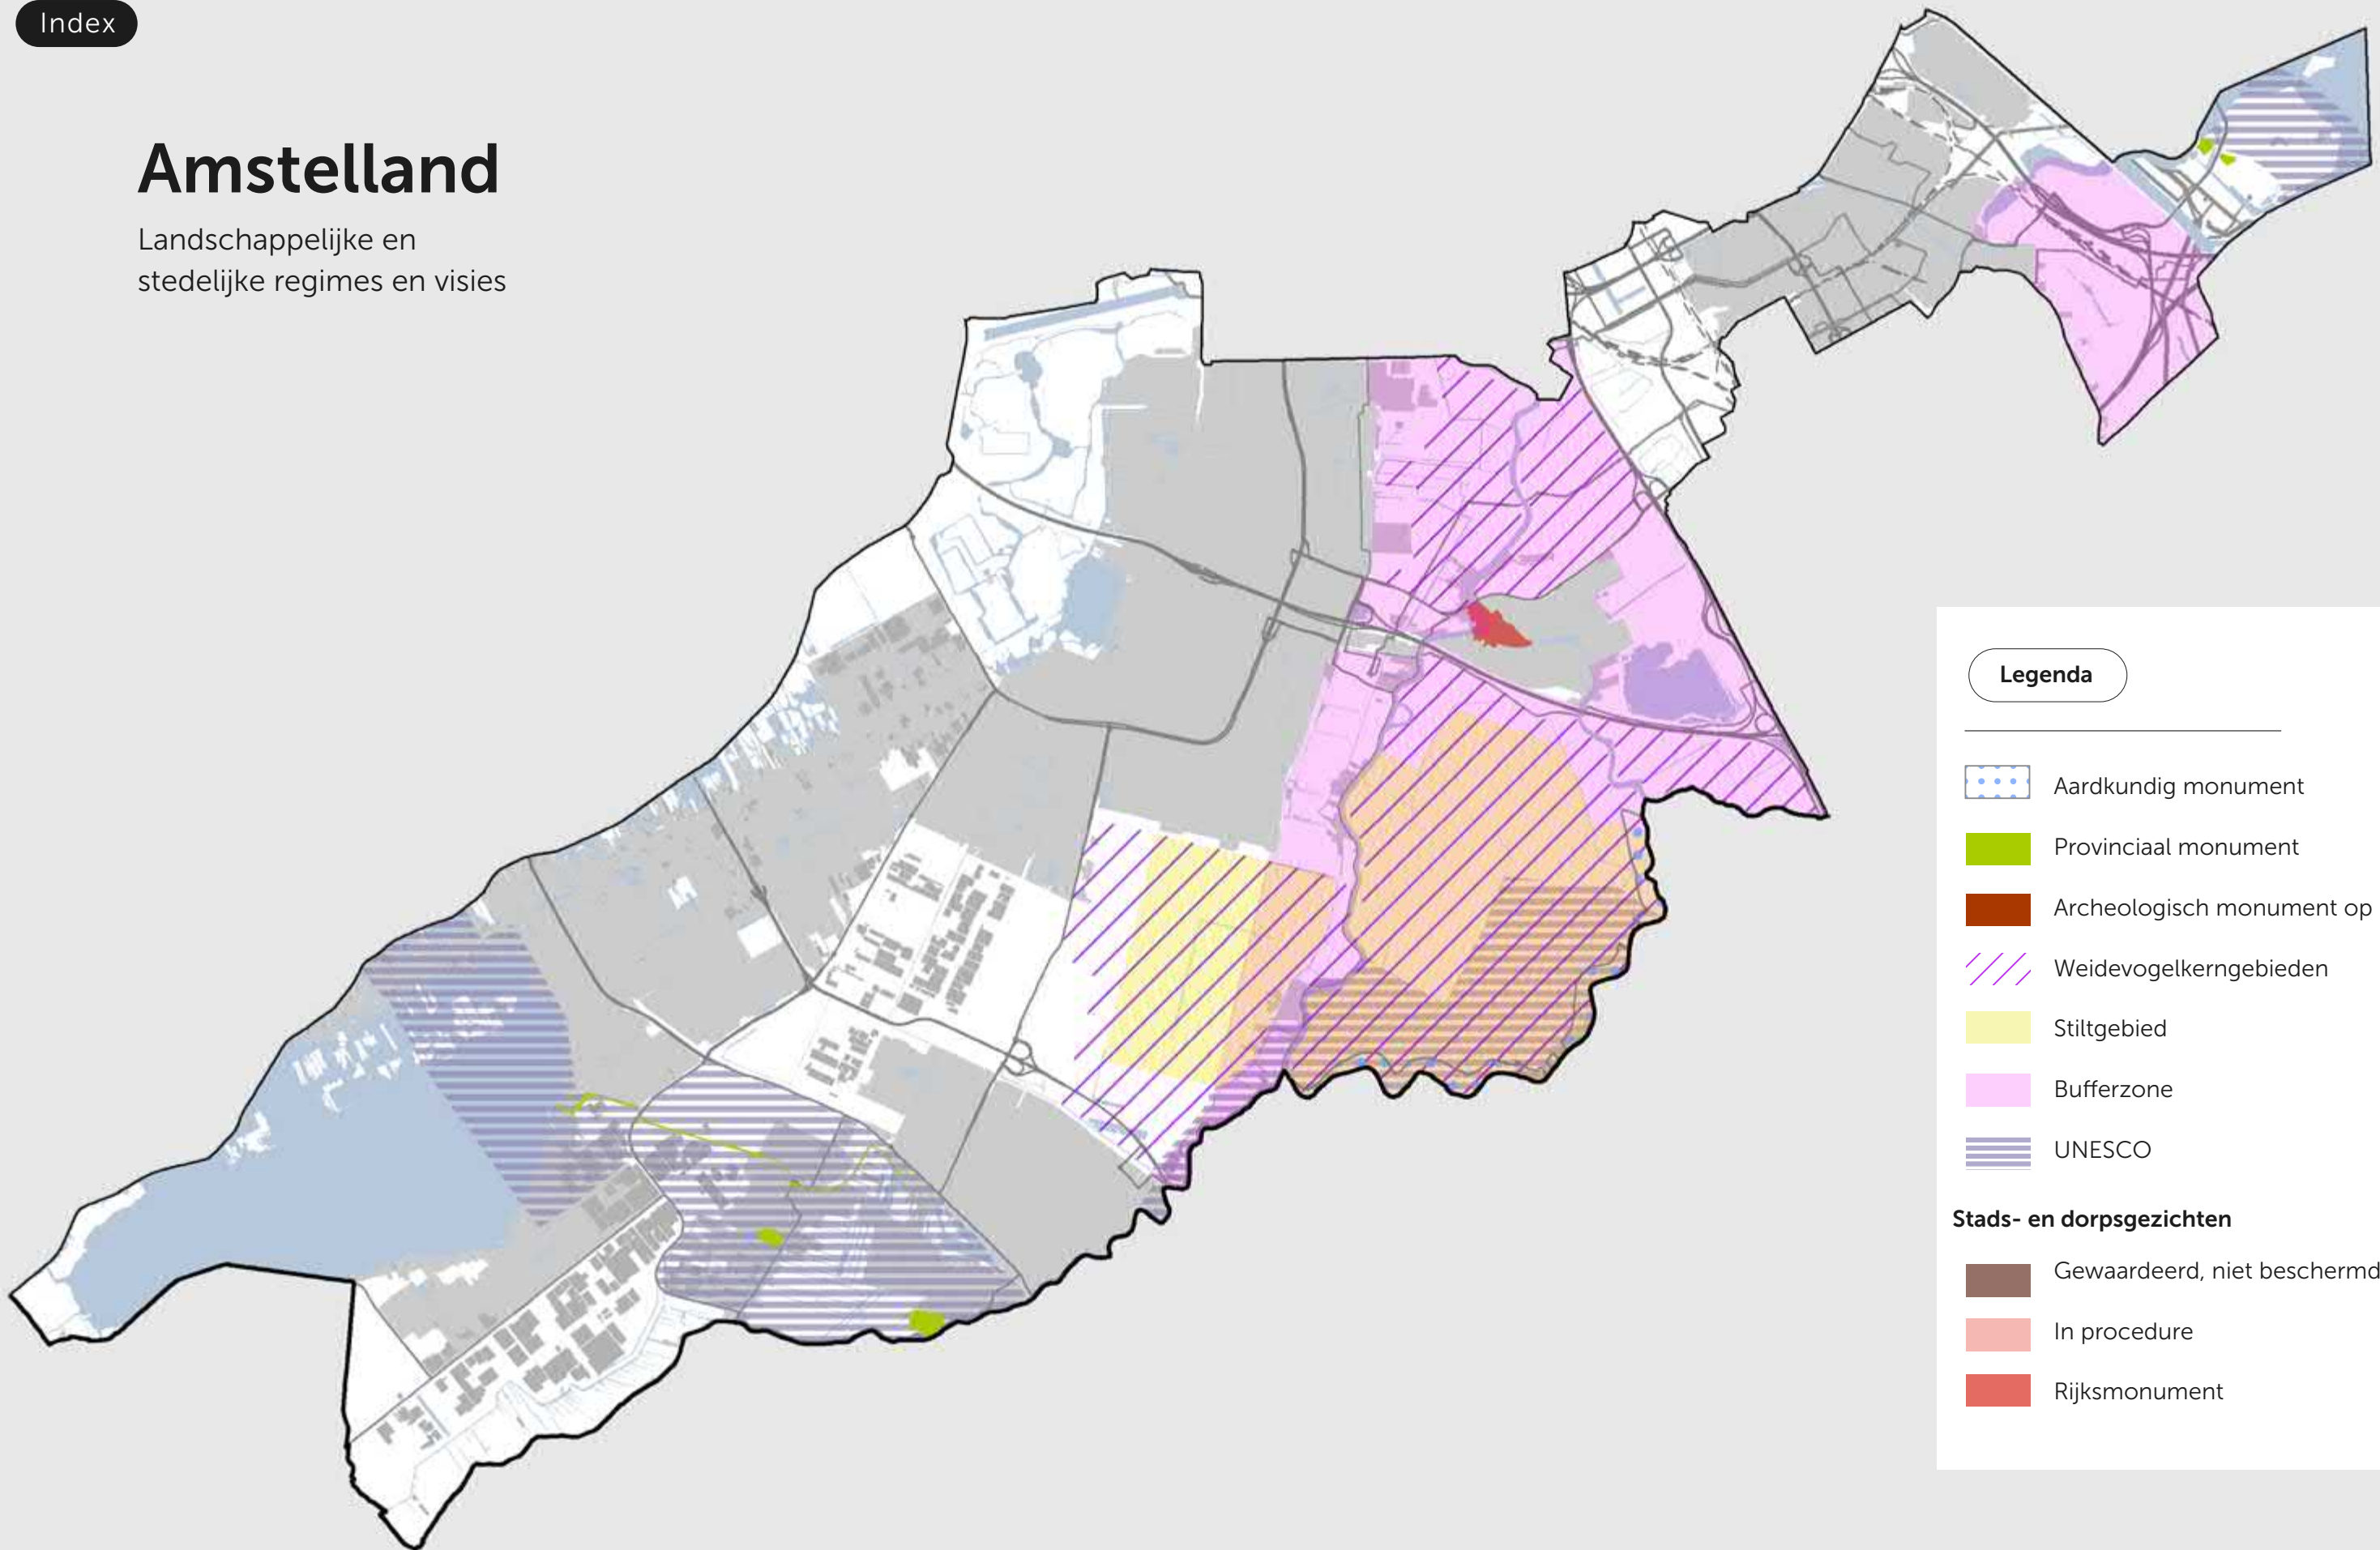 Index
Amstelland
Landschappelijke en
stedelijke regimes en visies
Legenda
Aardkundig monument
Provinciaal monument
Archeologisch monument op
Weidevogelkerngebieden
Stiltgebied
Bufferzone
UNESCO
Stads- en dorpsgezichten
Gewaardeerd, niet beschermd
In procedure
Rijksmonument